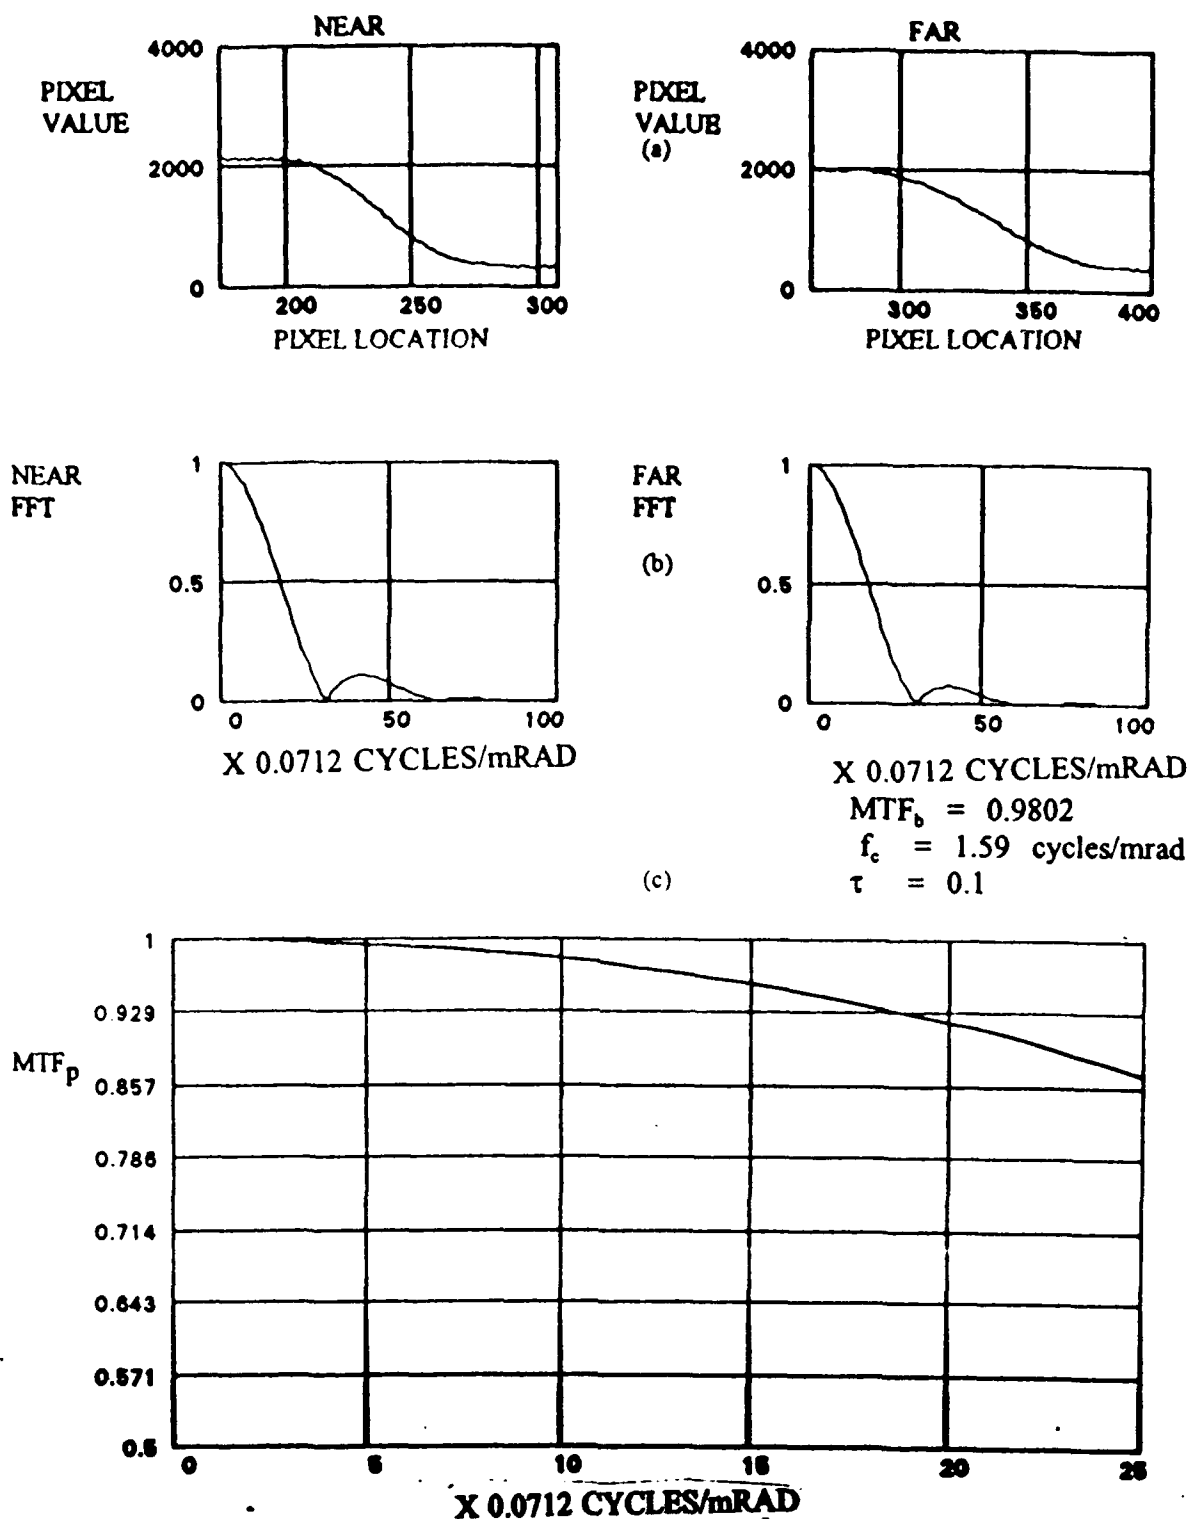 NEAR
4000
PIXEL
VALUE
2000
0
200 250 300
PIXEL LOCATION
FAR
4000
PIXEL
VALUE
(a)
2000
0
300 350 400
PIXEL LOCATION
NEAR
FFT
1
0.5
0
0 50 100
X 0.0712 CYCLES/mRAD
FAR
FFT
(b)
1
0.5
0
0 50 100
X 0.0712 CYCLES/mRAD
MTF_b = 0.9802
f_c = 1.59 cycles/mrad
τ = 0.1
(c)
1
0.929
MTF_p
0.857
0.786
0.714
0.643
0.571
0.5
0 5 10 15 20 25
X 0.0712 CYCLES/mRAD